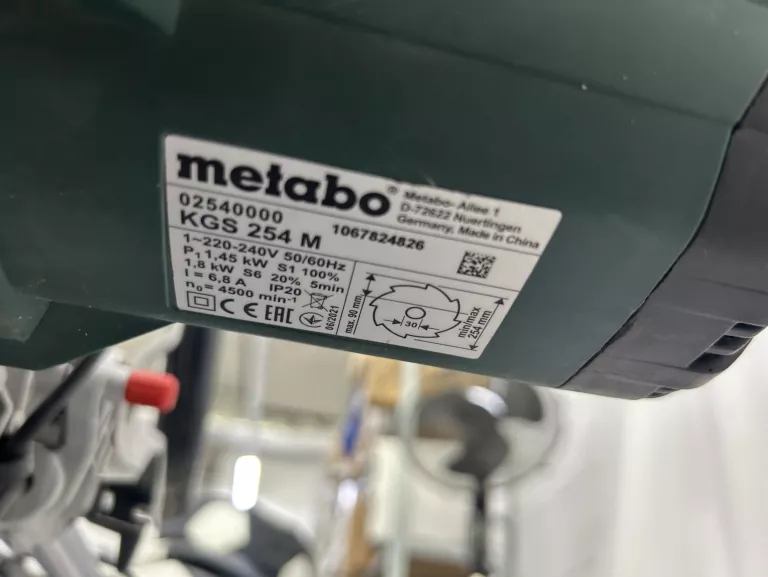 metabo®
Metabo-Allee 1
D-72622 Nuertingen
Germany, Made in China
02540000
1067824826
KGS 254 M
1~220-240V 50/60Hz
P₁ 1,45 kW S1 100%
1,8 kW S6 20% 5min
I = 6,8 A IP20
n₀ = 4500 min⁻¹
CE EAC
06/2021
max. 90 mm
30
min/max
254 mm